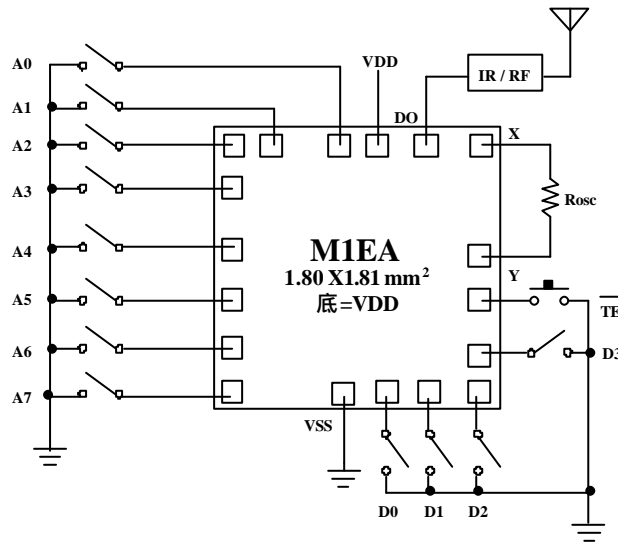 A0
A1
A2
A3
A4
A5
A6
A7
VDD
IR / RF
DO
X
Rosc
M1EA
1.80 X1.81 mm²
底=VDD
Y
TE
D3
VSS
D0 D1 D2